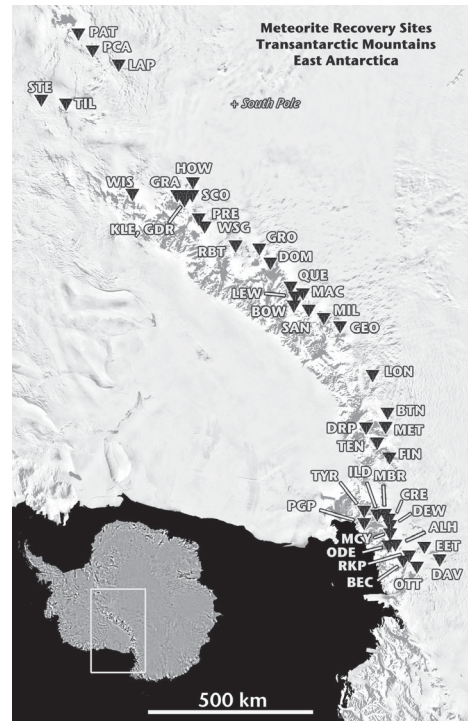 Meteorite Recovery Sites
Transantarctic Mountains
East Antarctica
PAT
PCA
LAP
STE
TIL
+ South Pole
HOW
WIS
GRA
SCO
KLE, GDR
PRE
WSG
RBT
GRO
DOM
QUE
LEW
MAC
BOW
MIL
SAN
GEO
LON
BTN
DRP
MET
TEN
FIN
ILD
MBR
TYR
CRE
PGP
DEW
MCY
ALH
ODE
EET
RKP
DAV
BEC
OTT
500 km